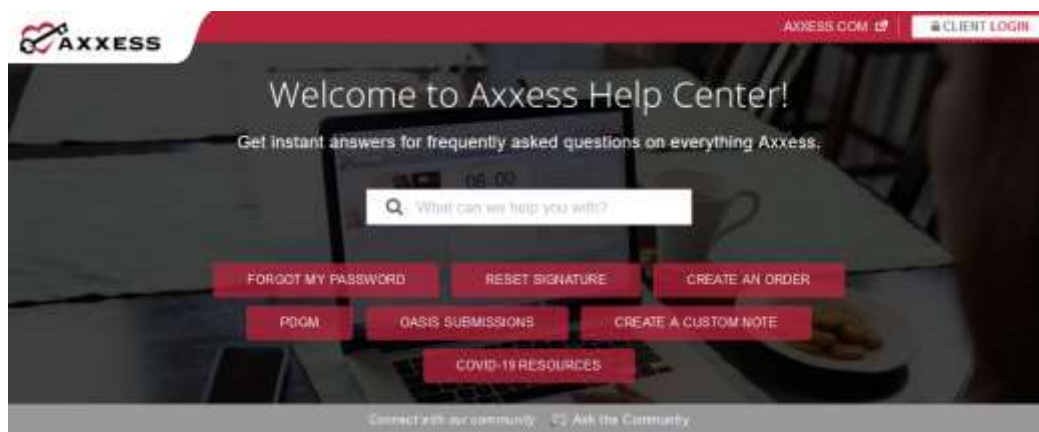 AXXESS
AXXESS.COM
CLIENT LOGIN
Welcome to Axxess Help Center!
Get instant answers for frequently asked questions on everything Axxess.
06 00
What can we help you with?
FORGOT MY PASSWORD
RESET SIGNATURE
CREATE AN ORDER
PDGM
OASIS SUBMISSIONS
CREATE A CUSTOM NOTE
COVID-19 RESOURCES
Connect with our community
Ask the Community